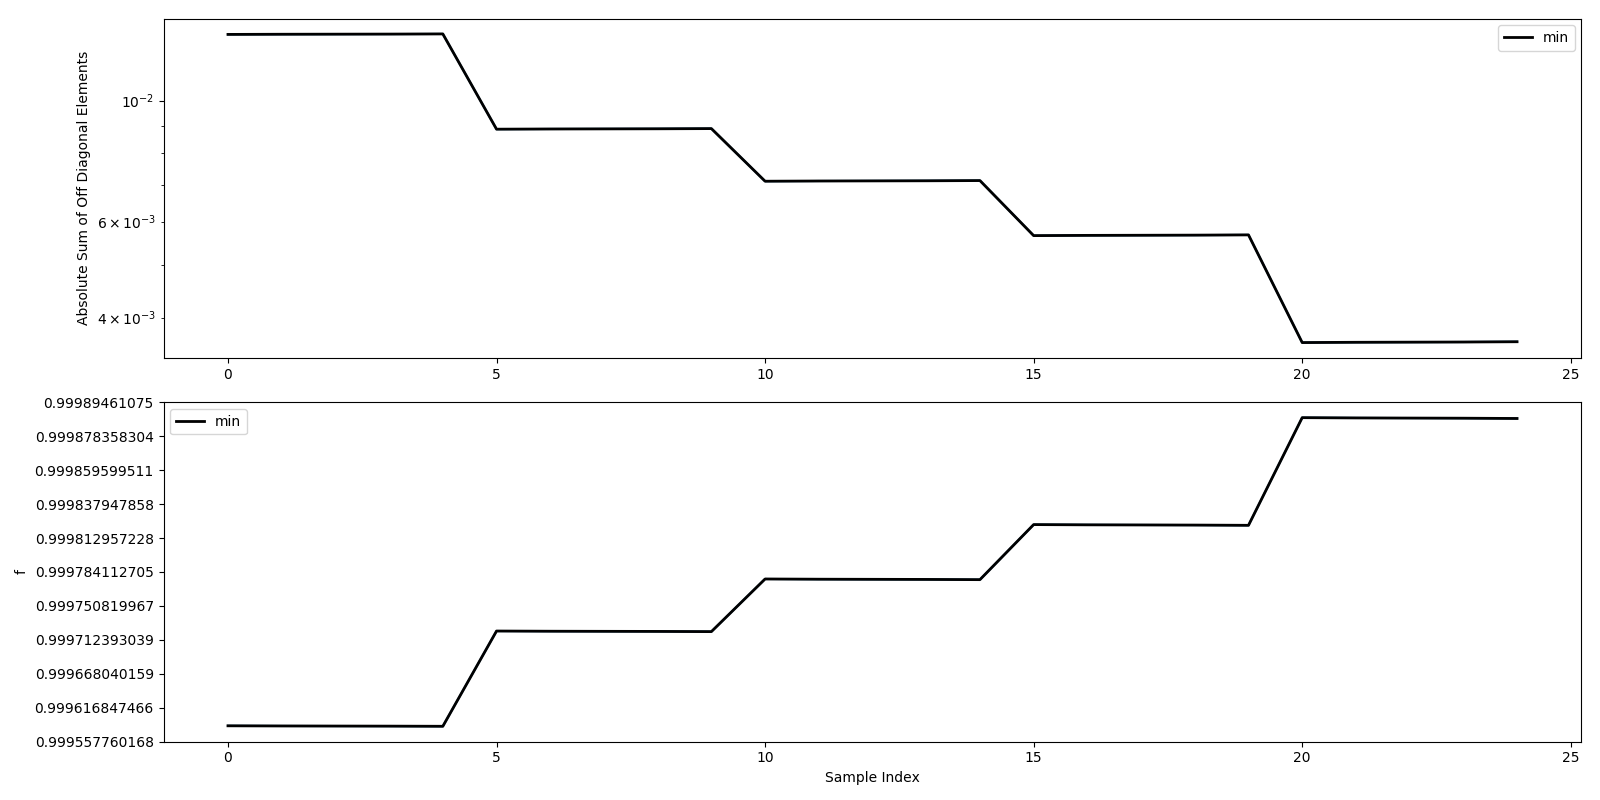 Absolute Sum of Off Diagonal Elements
10⁻²
6 × 10⁻³
4 × 10⁻³
min
0 5 10 15 20 25
f
0.99989461075
0.999878358304
0.999859599511
0.999837947858
0.999812957228
0.999784112705
0.999750819967
0.999712393039
0.999668040159
0.999616847466
0.999557760168
min
0 5 10 15 20 25
Sample Index